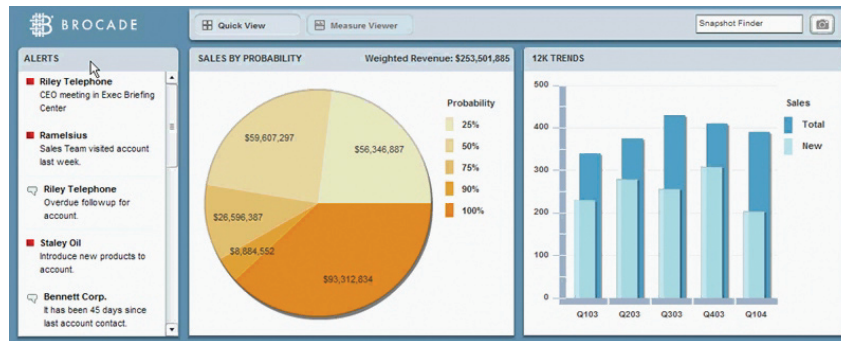 BROCADE
Quick View
Measure Viewer
Snapshot Finder
ALERTS
Riley Telephone
CEO meeting in Exec Briefing
Center
Ramelsius
Sales Team visited account
last week.
Riley Telephone
Overdue followup for
account.
Staley Oil
Introduce new products to
account.
Bennett Corp.
It has been 45 days since
last account contact.
SALES BY PROBABILITY Weighted Revenue: $253,501,885
$59,607,297
$56,346,887
$26,596,387
$8,884,552
$93,312,834
Probability
25%
50%
75%
90%
100%
12K TRENDS
500
400
300
200
100
0
Q103 Q203 Q303 Q403 Q104
Sales
Total
New